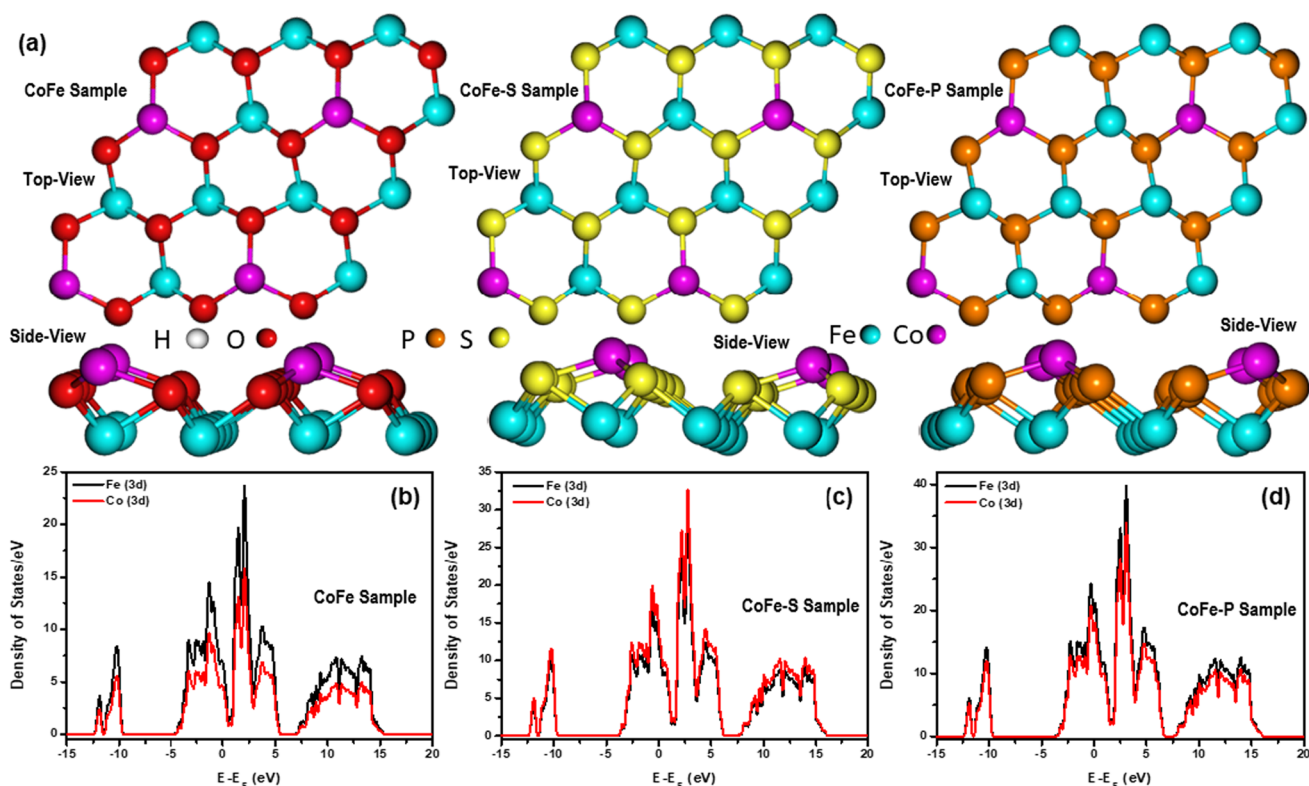 (a)
CoFe Sample
CoFe-S Sample
CoFe-P Sample
Top-View
Top-View
Top-View
Side-View
H O P S Fe Co
Side-View
Side-View
Fe (3d)
Co (3d)
(b)
CoFe Sample
Density of States/eV
25
20
15
10
5
0
-15 -10 -5 0 5 10 15 20
E-E_F (eV)
Fe (3d)
Co (3d)
(c)
CoFe-S Sample
Density of States/eV
35
30
25
20
15
10
5
0
-15 -10 -5 0 5 10 15 20
E-E_F (eV)
Fe (3d)
Co (3d)
(d)
CoFe-P Sample
Density of States/eV
40
30
20
10
0
-15 -10 -5 0 5 10 15 20
E-E_F (eV)